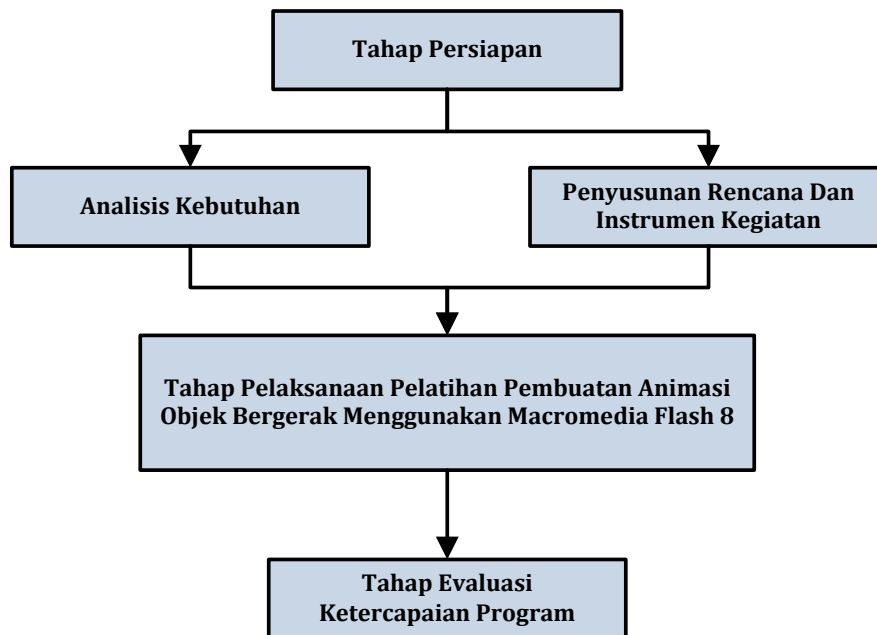 Tahap Persiapan
Analisis Kebutuhan
Penyusunan Rencana Dan
Instrumen Kegiatan
Tahap Pelaksanaan Pelatihan Pembuatan Animasi
Objek Bergerak Menggunakan Macromedia Flash 8
Tahap Evaluasi
Ketercapaian Program